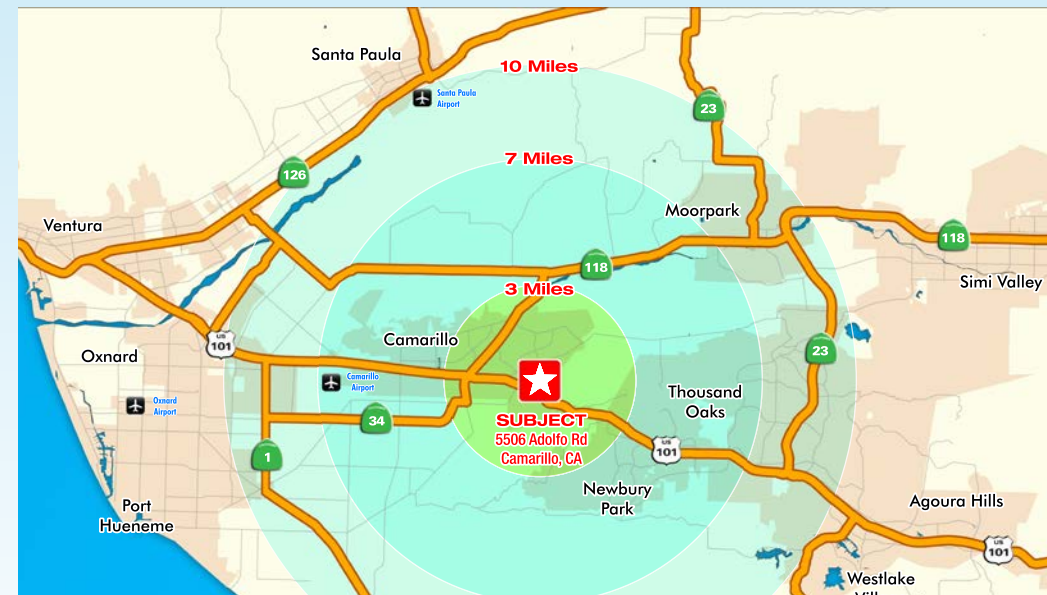 Santa Paula
10 Miles
Santa Paula
Airport
23
7 Miles
126
Moorpark
Ventura
118
118
Simi Valley
3 Miles
US
101
Camarillo
23
Oxnard
Camarillo
Airport
Thousand
Oaks
Oxnard
Airport
34
SUBJECT
5506 Adolfo Rd
Camarillo, CA
US
101
1
Newbury
Park
Port
Hueneme
Agoura Hills
US
101
Westlake